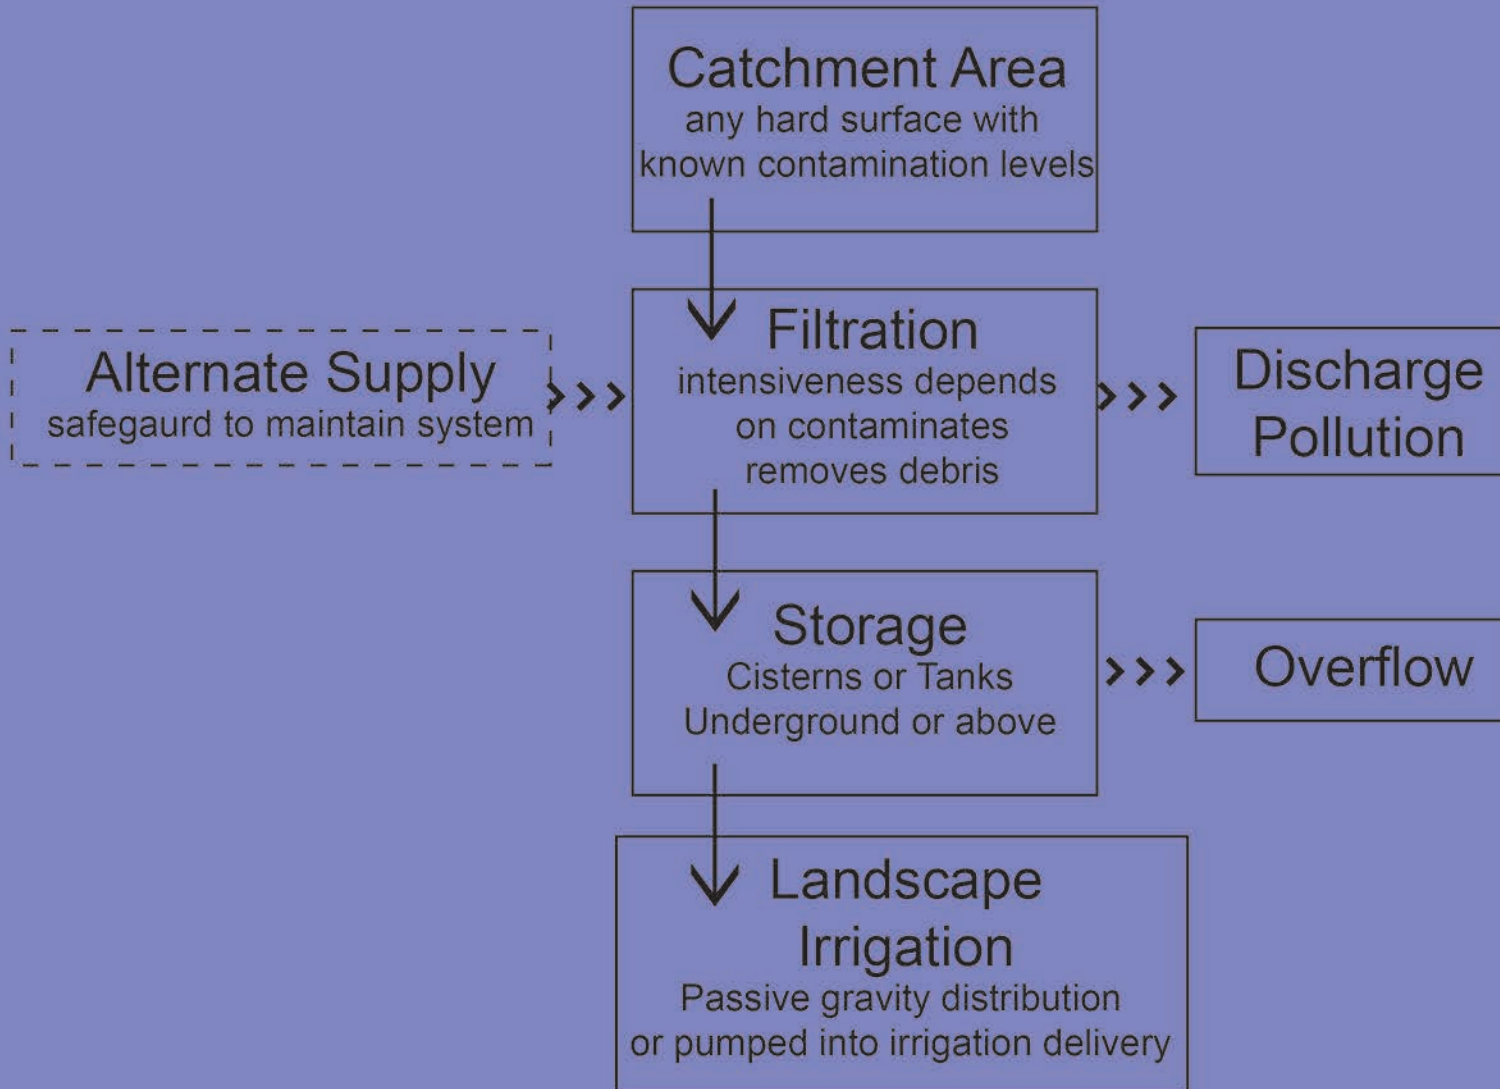 Catchment Area
any hard surface with
known contamination levels
Alternate Supply
safegaurd to maintain system
Filtration
intensiveness depends
on contaminates
removes debris
Discharge
Pollution
Storage
Cisterns or Tanks
Underground or above
Overflow
Landscape
Irrigation
Passive gravity distribution
or pumped into irrigation delivery